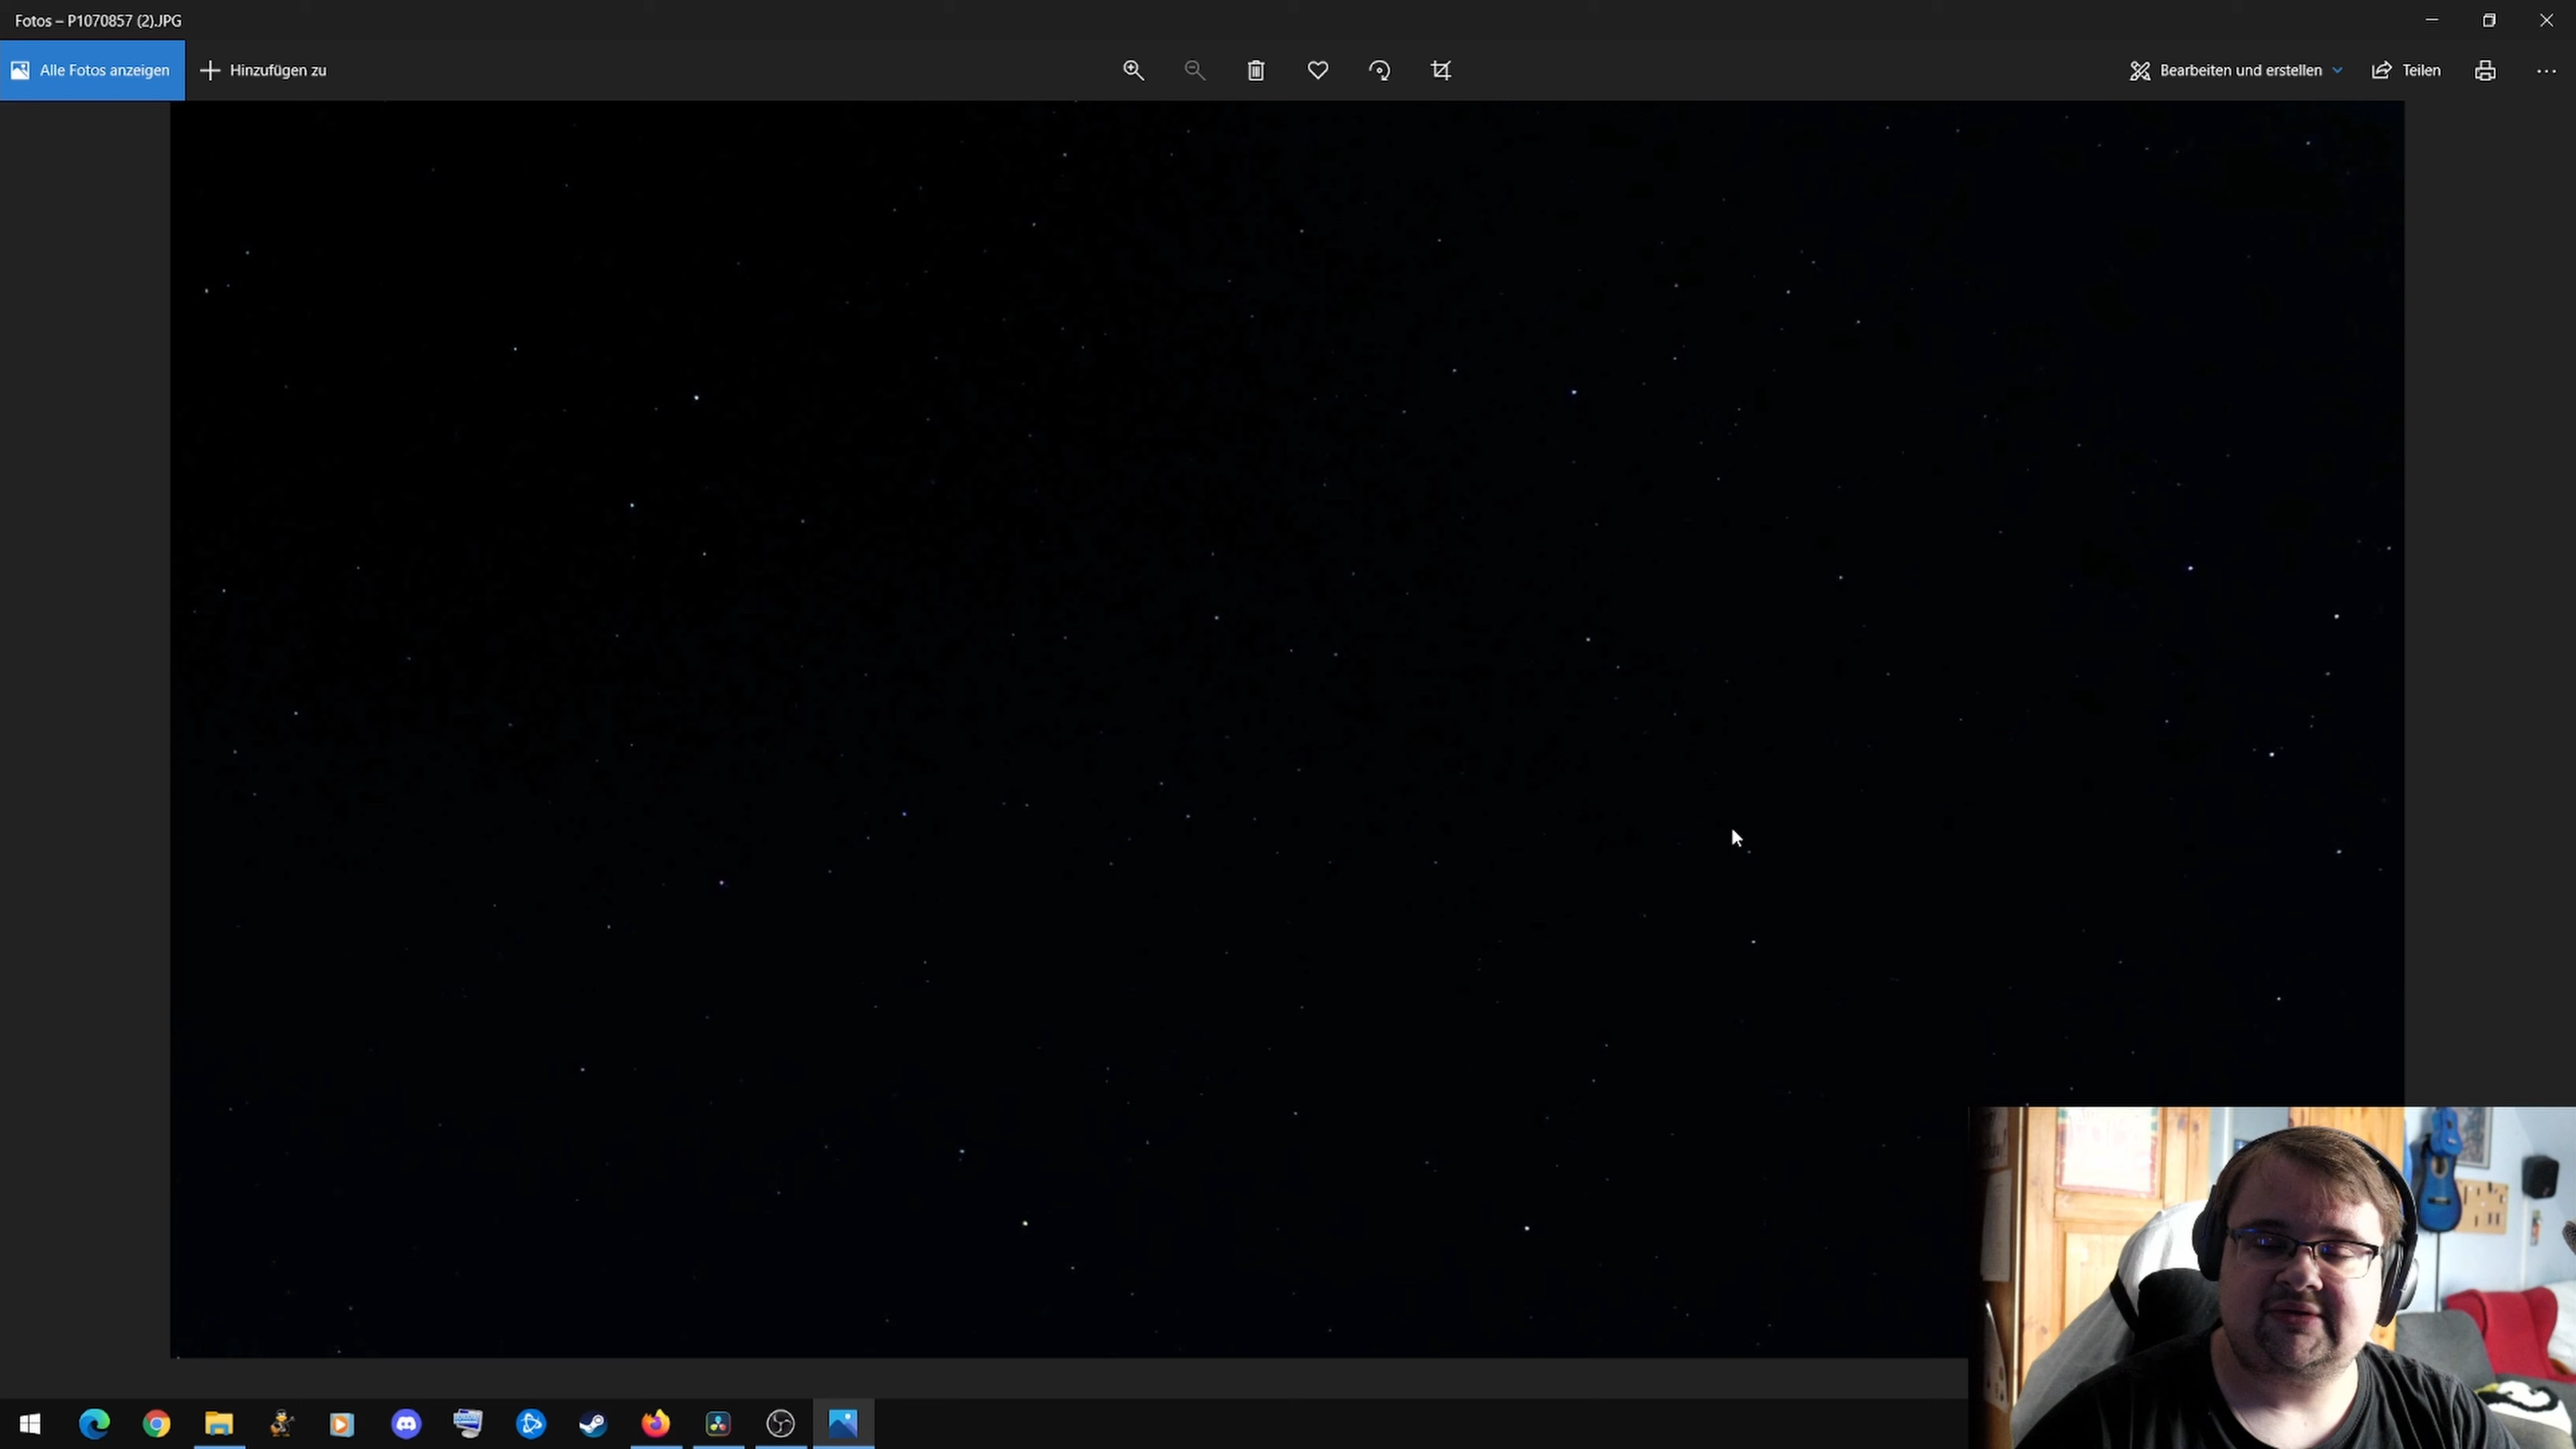 Fotos – P1070857 (2).JPG
Alle Fotos anzeigen
Hinzufügen zu
Bearbeiten und erstellen
Teilen